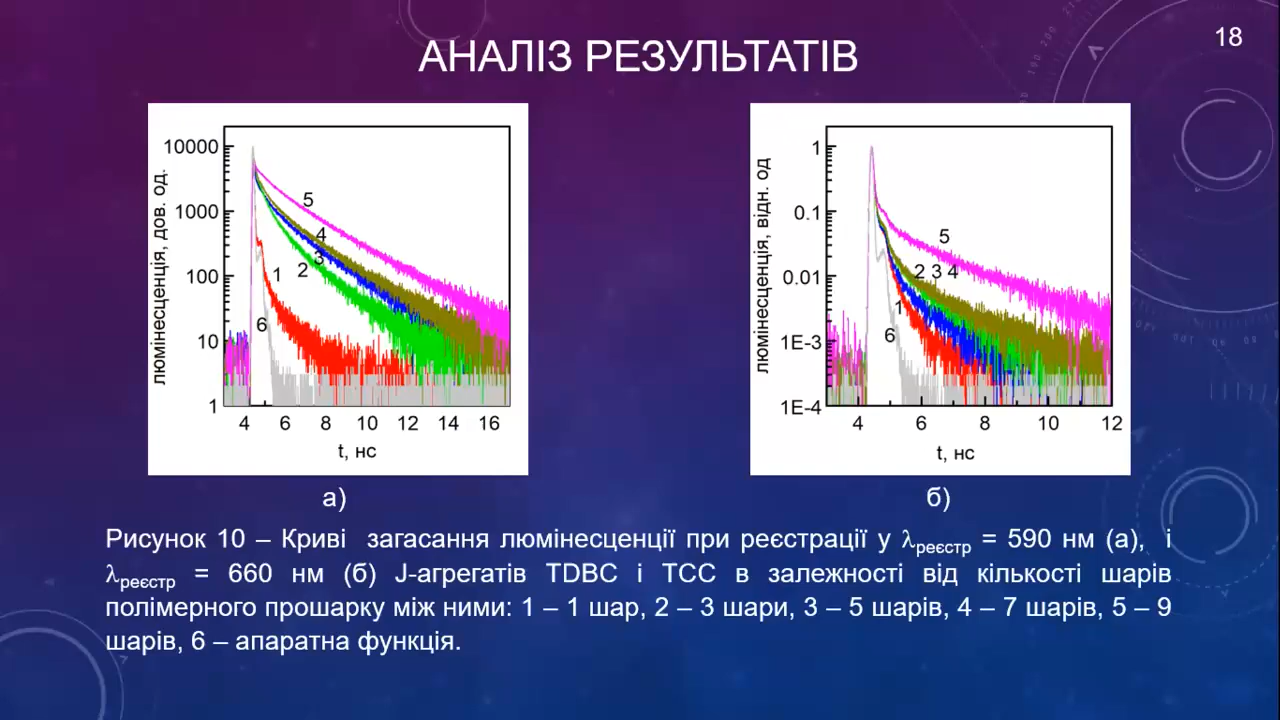 18
АНАЛІЗ РЕЗУЛЬТАТІВ
люмінесценція, дов. од.
10000
1000
100
10
1
1
2
3
4
5
6
4 6 8 10 12 14 16
t, нс
а)
люмінесценція, відн. од
1
0.1
0.01
1E-3
1E-4
5
2 3 4
1
6
4 6 8 10 12
t, нс
б)
Рисунок 10 – Криві загасання люмінесценції при реєстрації у λреєстр = 590 нм (а), і
λреєстр = 660 нм (б) J-агрегатів TDBC і TCC в залежності від кількості шарів
полімерного прошарку між ними: 1 – 1 шар, 2 – 3 шари, 3 – 5 шарів, 4 – 7 шарів, 5 – 9
шарів, 6 – апаратна функція.